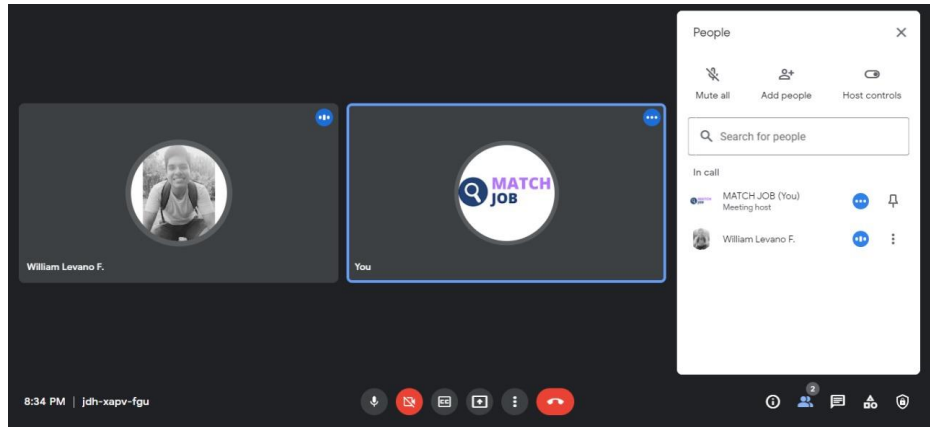 People
Mute all
Add people
Host controls
Search for people
In call
MATCH JOB (You)
Meeting host
William Levano F.
MATCH
JOB
William Levano F.
You
8:34 PM | jdh-xapv-fgu
CC
2